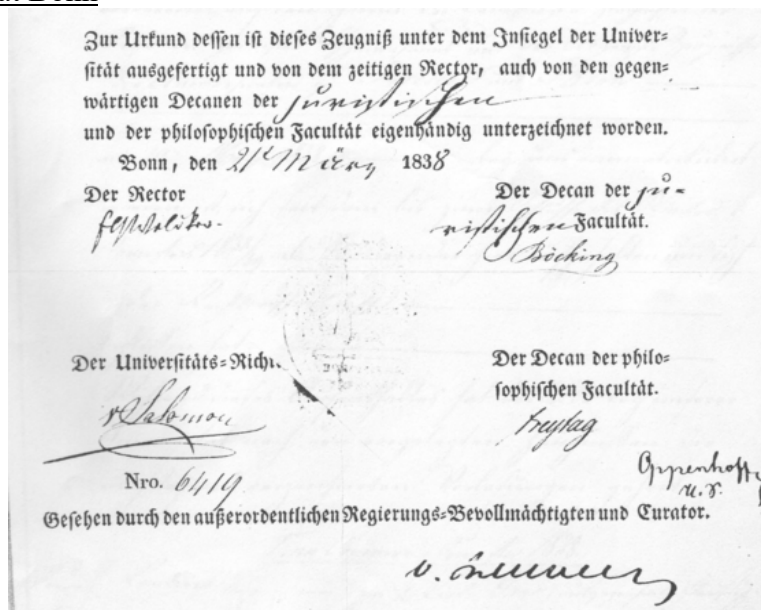 Zur Urkund dessen ist dieses Zeugniß unter dem Insiegel der Univer=
sität ausgefertigt und von dem zeitigen Rector, auch von den gegen=
wärtigen Decanen der juristischen
und der philosophischen Facultät eigenhändig unterzeichnet worden.
Bonn, den 21t März 1838
Der Rector
Der Decan der ju=
ristischen Facultät.
Böcking
Der Universitäts=Richt
v Salomon
Der Decan der philo=
sophischen Facultät.
Freytag
Oppenhoff
U. S.
Nro. 6419
Gesehen durch den außerordentlichen Regierungs=Bevollmächtigten und Curator.